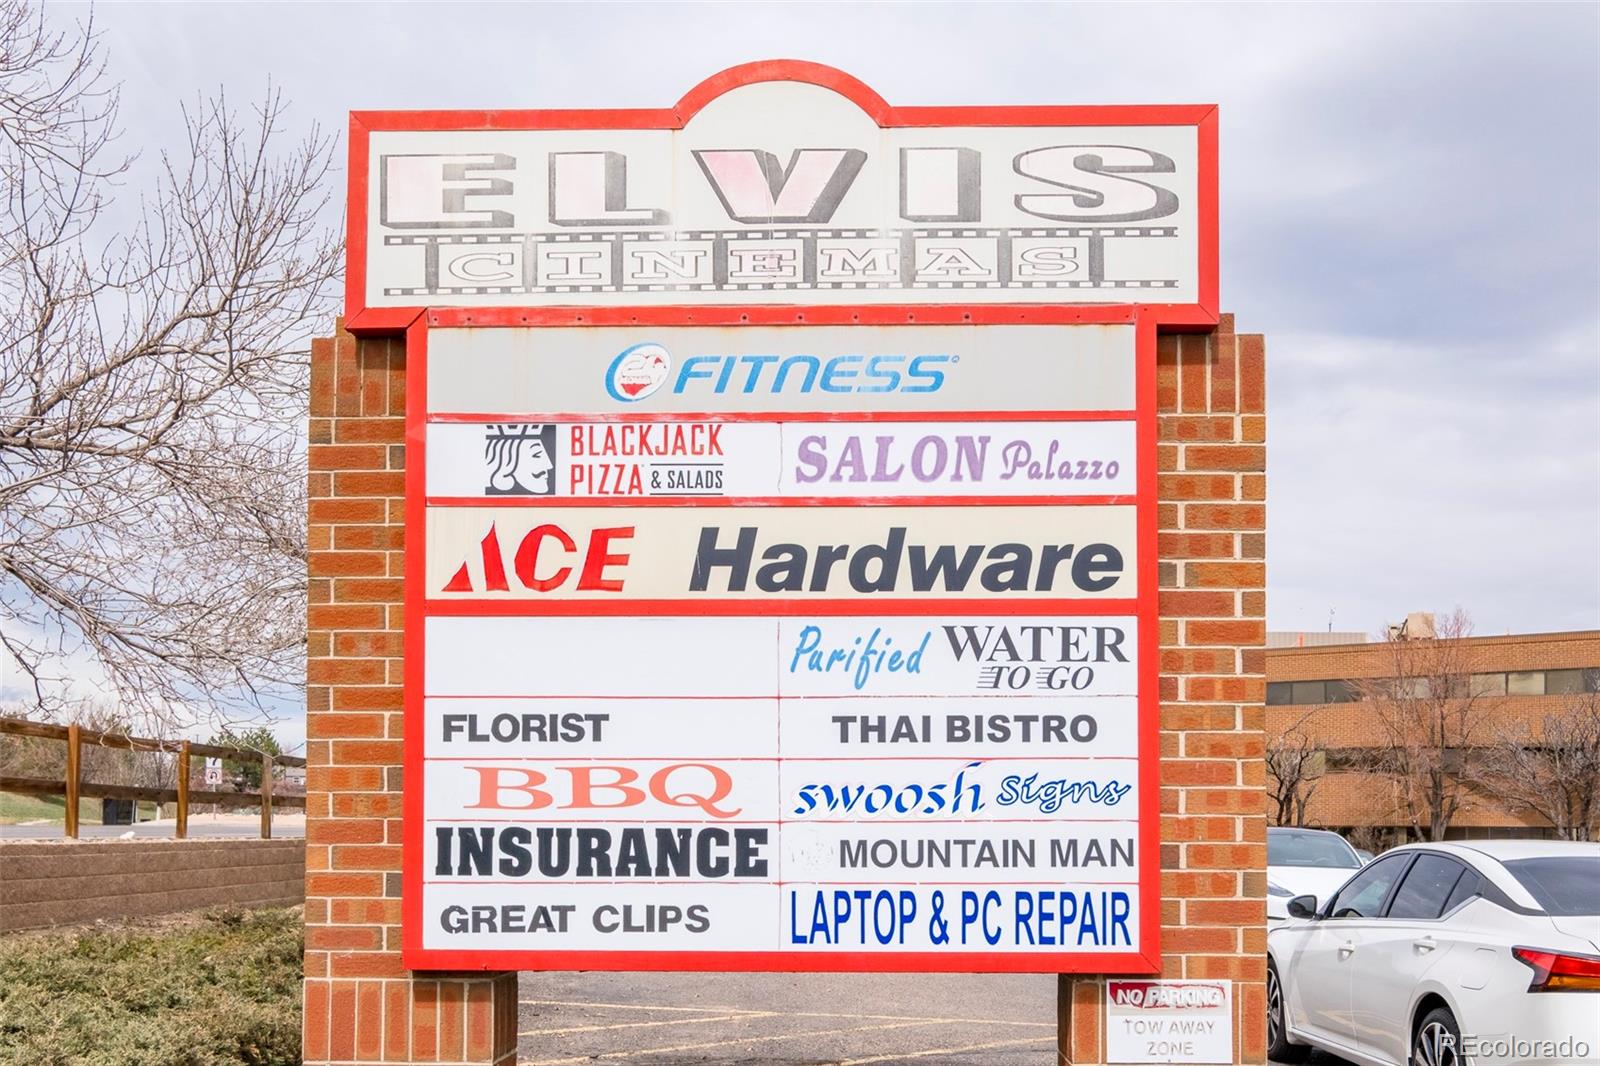 ELVIS
CINEMAS
24 FITNESS
BLACKJACK
PIZZA & SALADS
SALON Palazzo
ACE Hardware
Purified WATER
TO GO
FLORIST
THAI BISTRO
BBQ
swoosh Signs
INSURANCE
MOUNTAIN MAN
GREAT CLIPS
LAPTOP & PC REPAIR
NO PARKING
TOW AWAY
ZONE
REcolorado